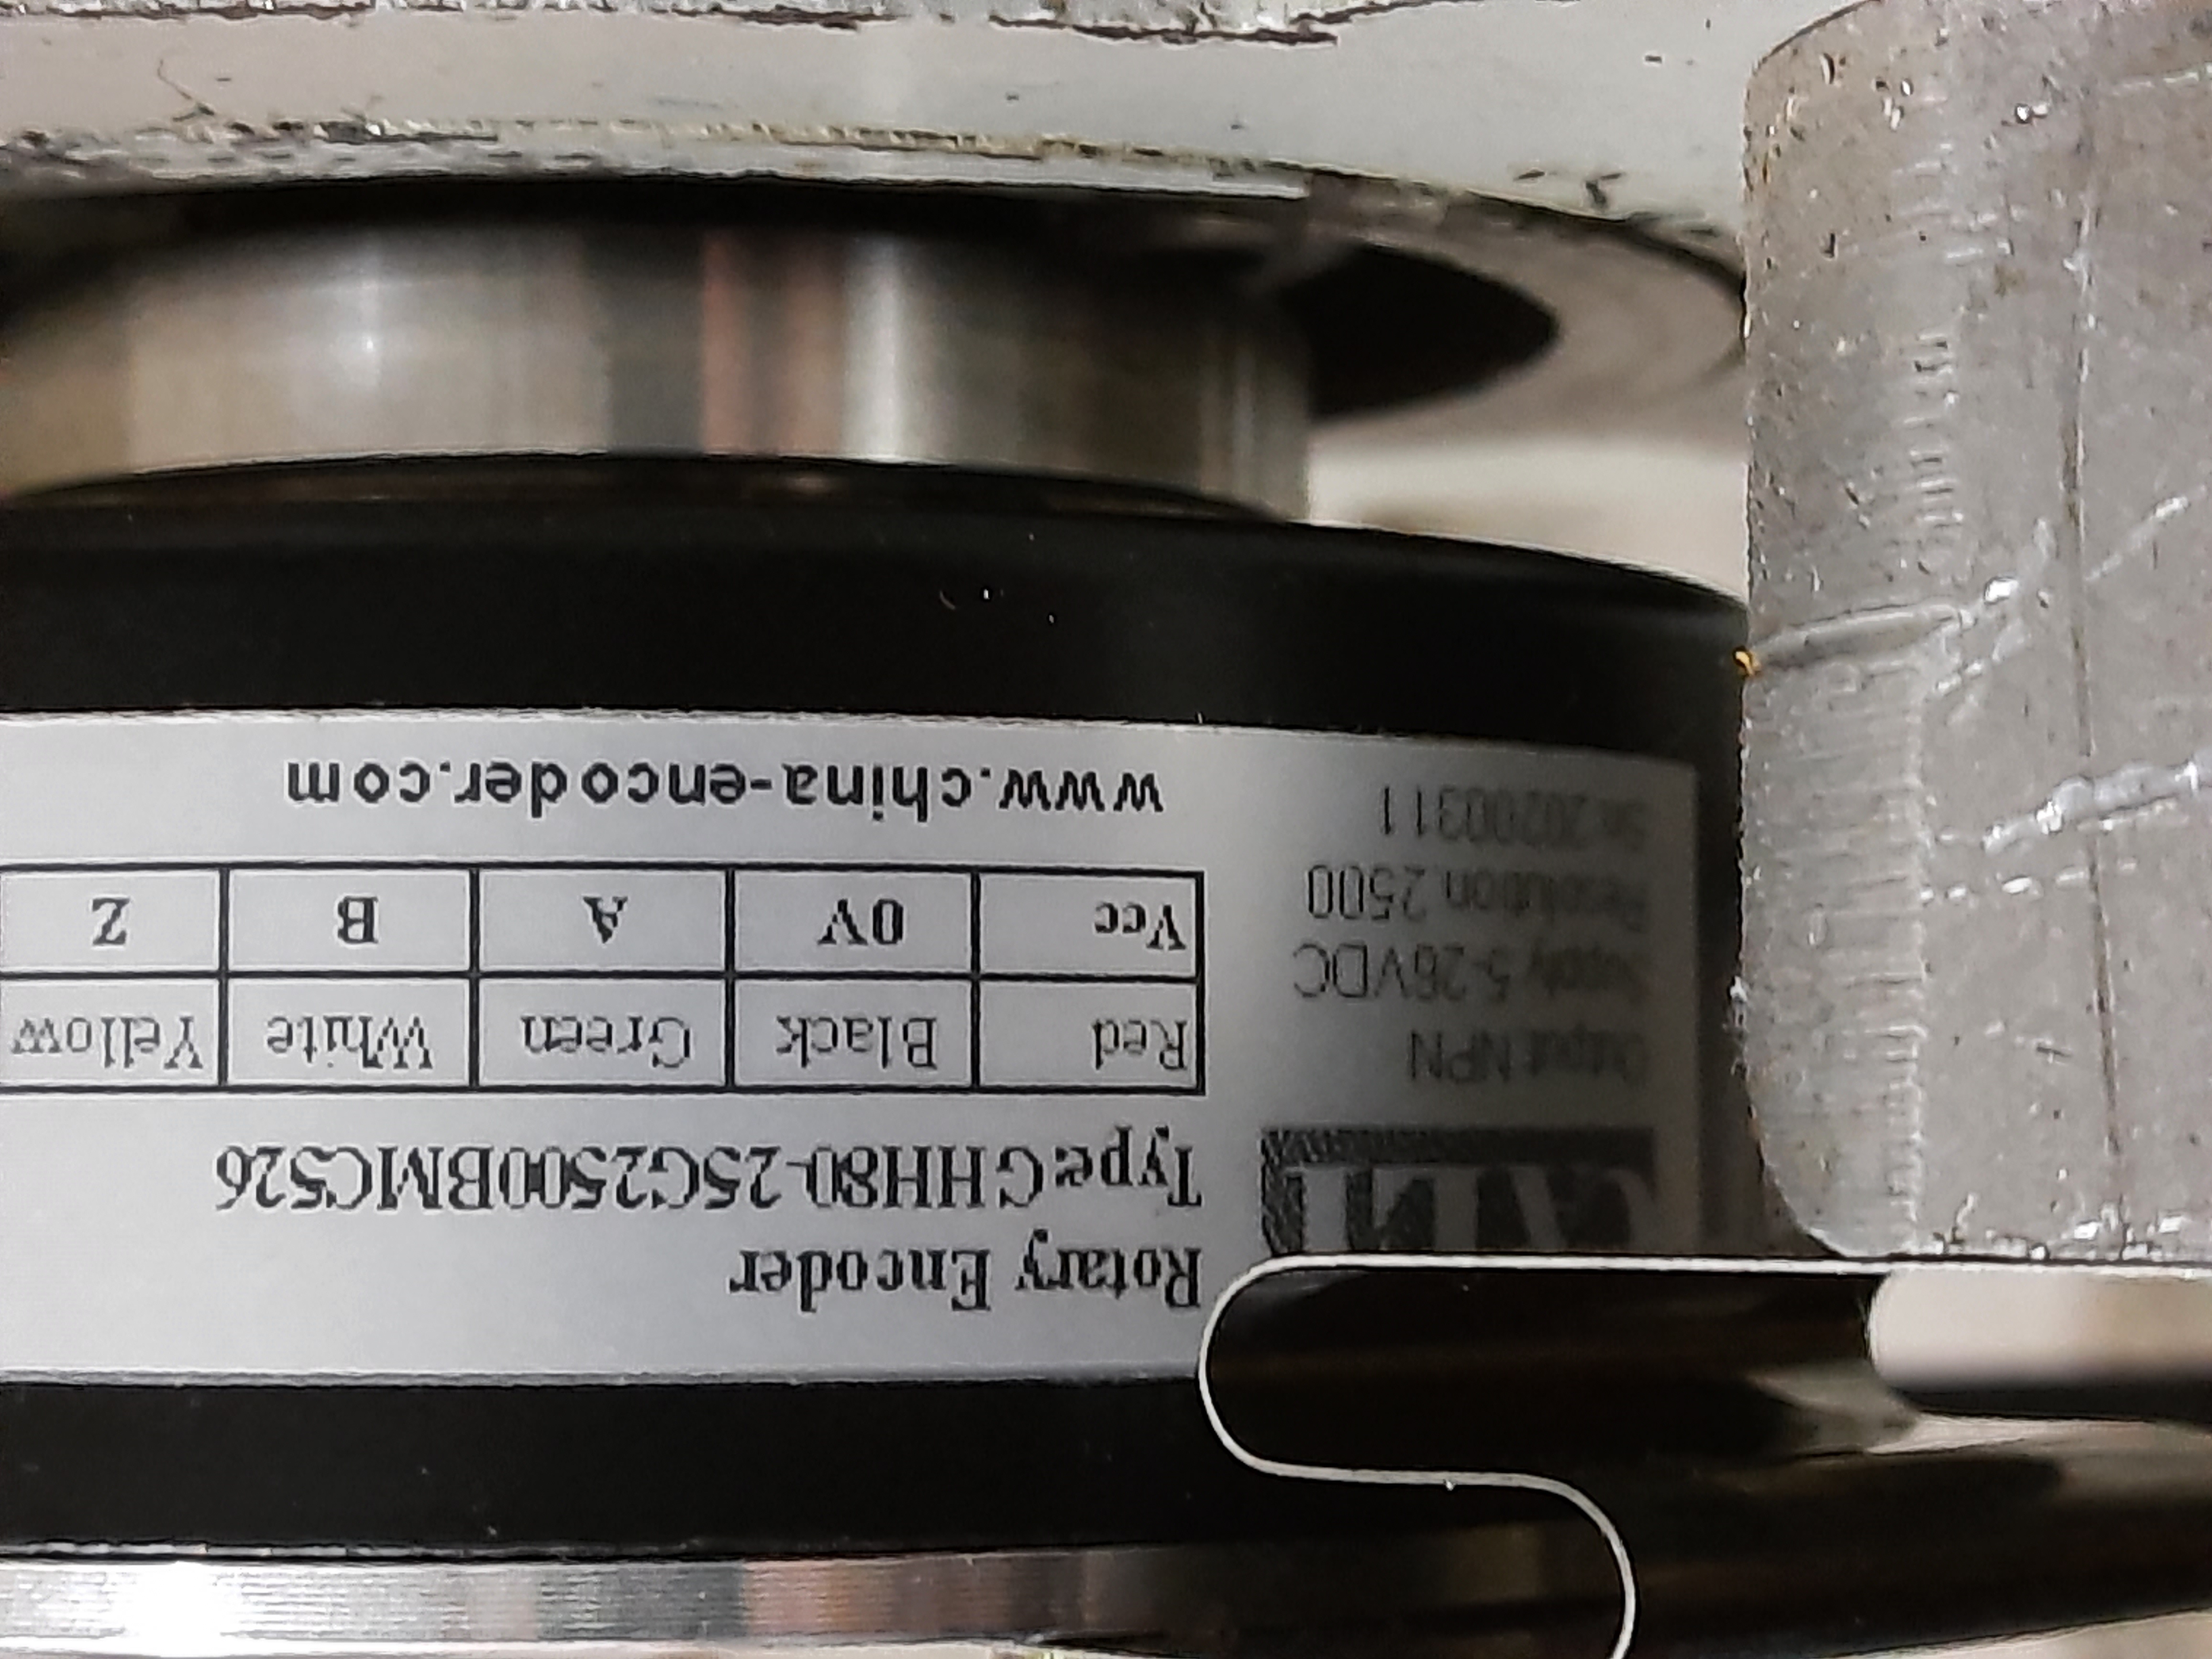 Rotary Encoder
Type:GHH80-25G2500BMC526
Red Black Green White Yellow
Vcc 0V A B Z
www.china-encoder.com
Output:NPN
Supply:5-26VDC
Resolution:2500
Sn:20200311